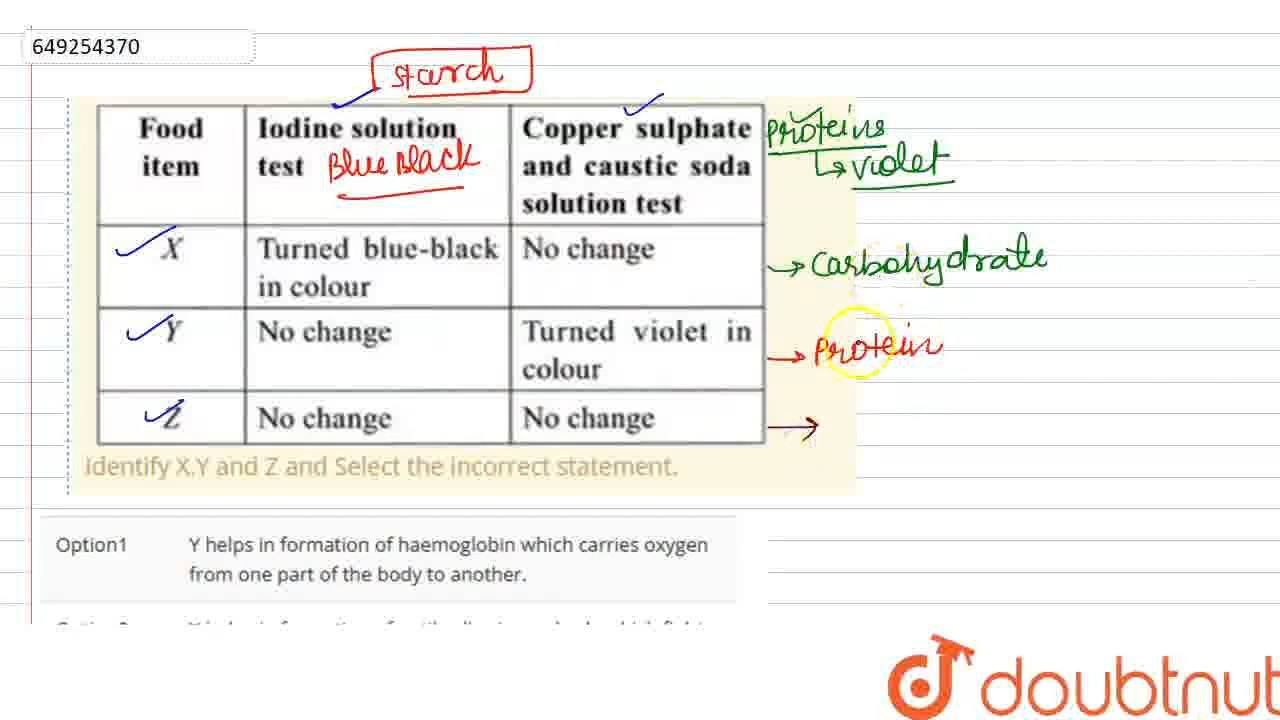 649254370
starch
Food item
Iodine solution test
Blue Black
Copper sulphate and caustic soda solution test
Proteins
violet
X
Turned blue-black in colour
No change
Carbohydrate
Y
No change
Turned violet in colour
Protein
Z
No change
No change
Identify X.Y and Z and Select the incorrect statement.
Option1
Y helps in formation of haemoglobin which carries oxygen
from one part of the body to another.
doubtnut